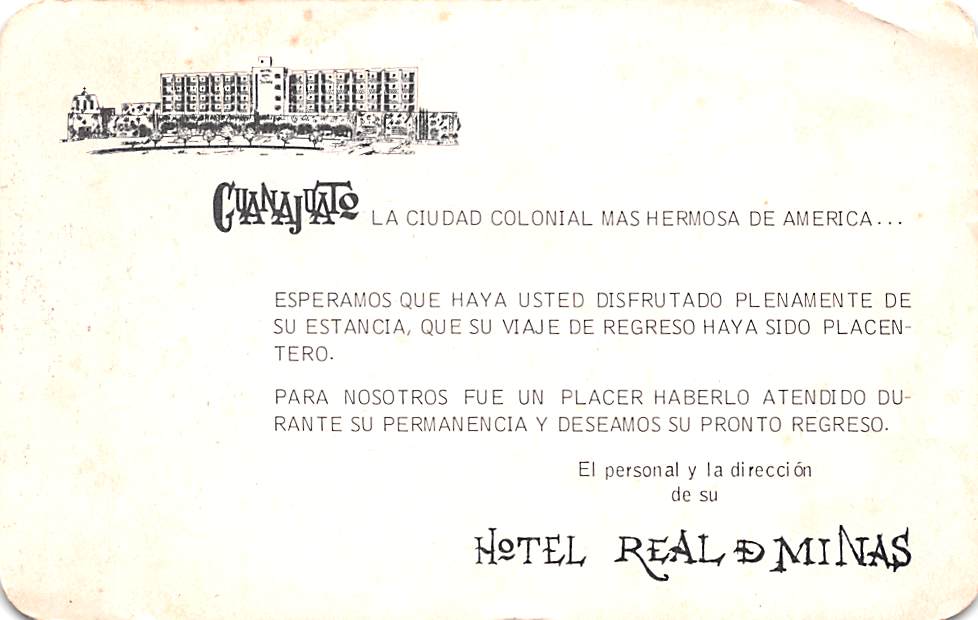 GUANAJUATO LA CIUDAD COLONIAL MAS HERMOSA DE AMERICA...
ESPERAMOS QUE HAYA USTED DISFRUTADO PLENAMENTE DE
SU ESTANCIA, QUE SU VIAJE DE REGRESO HAYA SIDO PLACEN-
TERO.
PARA NOSOTROS FUE UN PLACER HABERLO ATENDIDO DU-
RANTE SU PERMANENCIA Y DESEAMOS SU PRONTO REGRESO.
El personal y la dirección
de su
HOTEL REAL DE MINAS